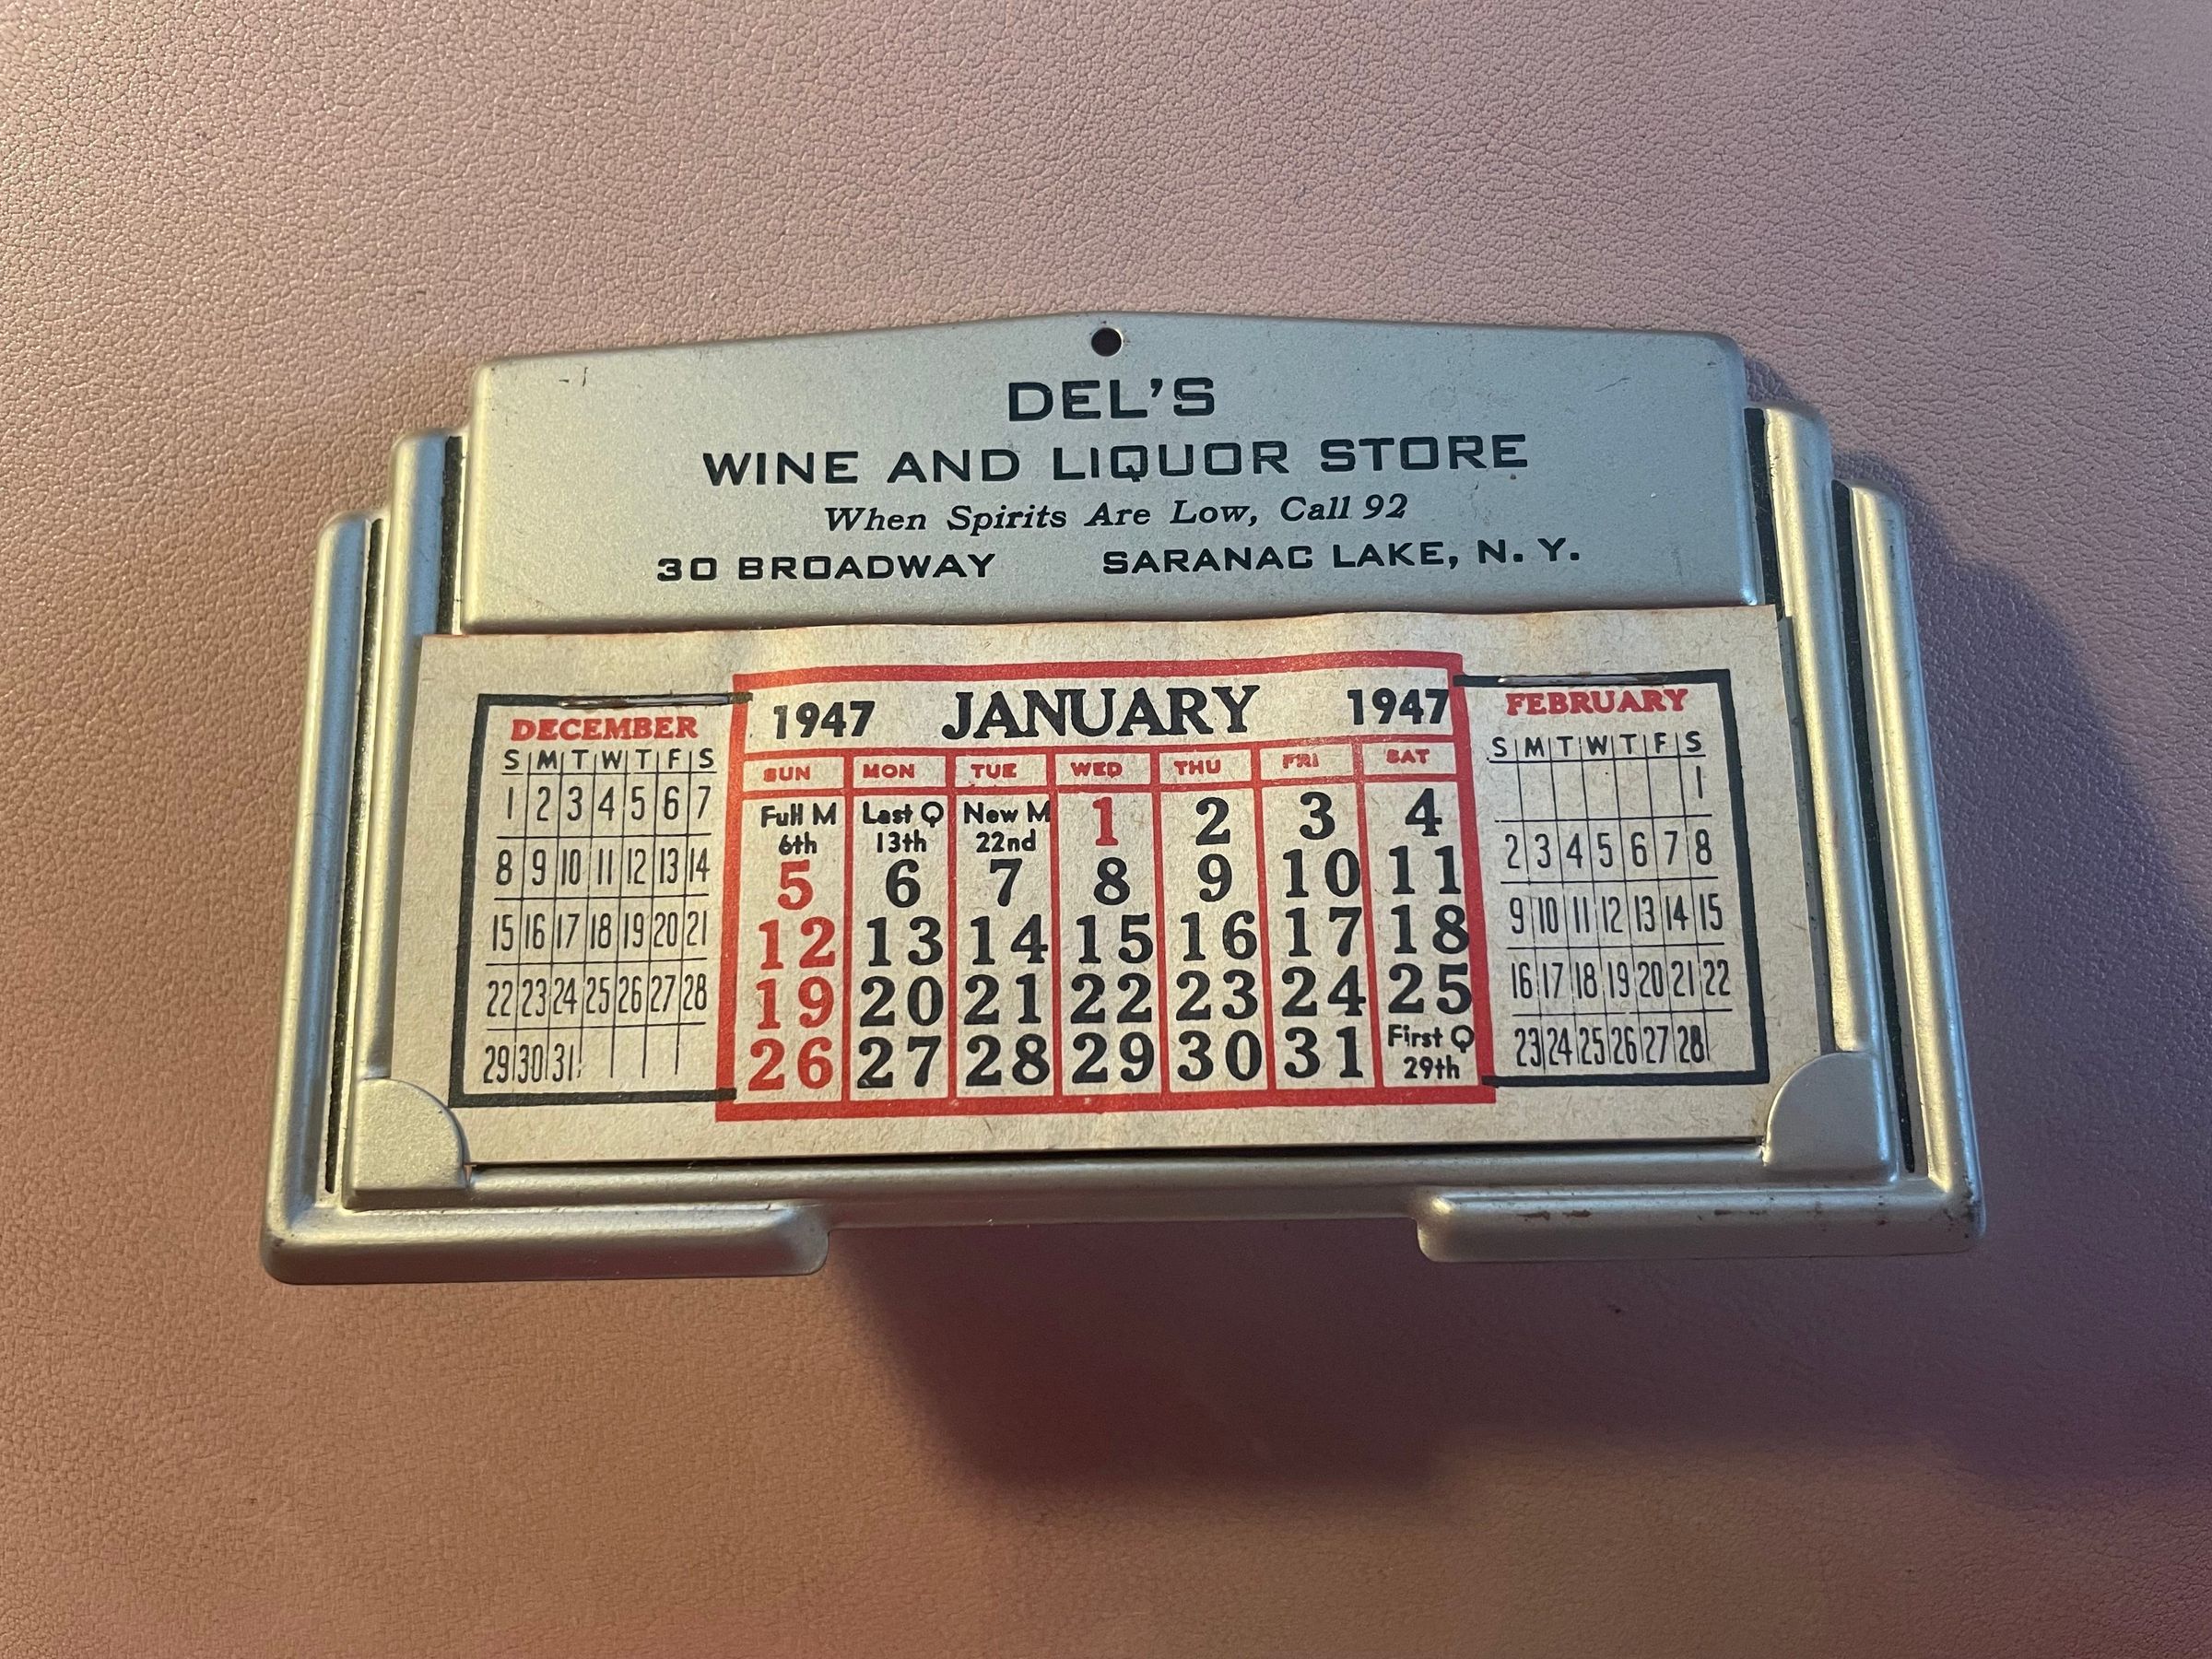 DEL'S
WINE AND LIQUOR STORE
When Spirits Are Low, Call 92
30 BROADWAY SARANAC LAKE, N. Y.
DECEMBER
S M T W T F S
1 2 3 4 5 6 7
8 9 10 11 12 13 14
15 16 17 18 19 20 21
22 23 24 25 26 27 28
29 30 31
1947 JANUARY 1947
SUN MON TUE WED THU FRI SAT
Full M Last Q New M 1 2 3 4
6th 13th 22nd
5 6 7 8 9 10 11
12 13 14 15 16 17 18
19 20 21 22 23 24 25
26 27 28 29 30 31 First Q
29th
FEBRUARY
S M T W T F S
1
2 3 4 5 6 7 8
9 10 11 12 13 14 15
16 17 18 19 20 21 22
23 24 25 26 27 28